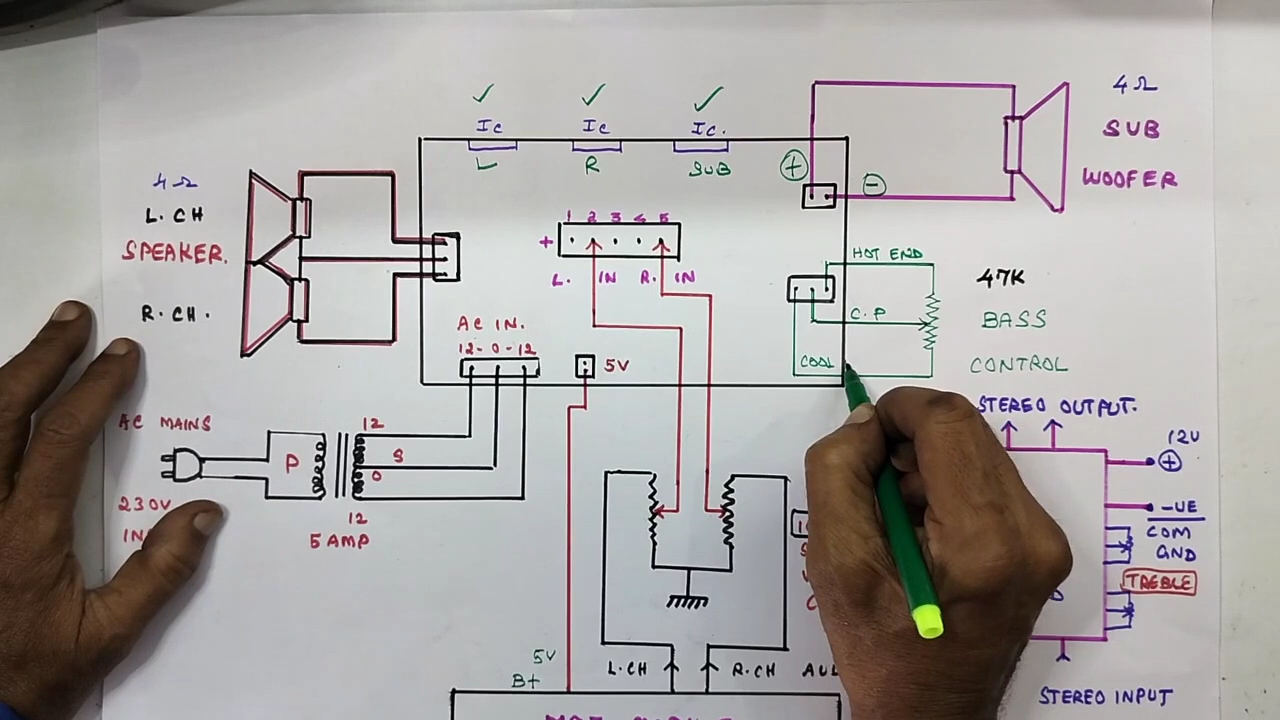 4Ω
L. CH
SPEAKER.
R. CH.
Ic
Ic
Ic.
L
R
SUB
+
-
4Ω
SUB
WOOFER
1 2 3 4 5
+
L. IN R. IN
HOT END
C.P
COOL
47K
BASS
CONTROL
AC IN.
12-0-12
5V
AC MAINS
230V
P
12
S
0
12
5 AMP
STEREO OUTPUT.
12V
+
-VE
COM
GND
TREBLE
STEREO INPUT
5V
B+
L.CH
R.CH